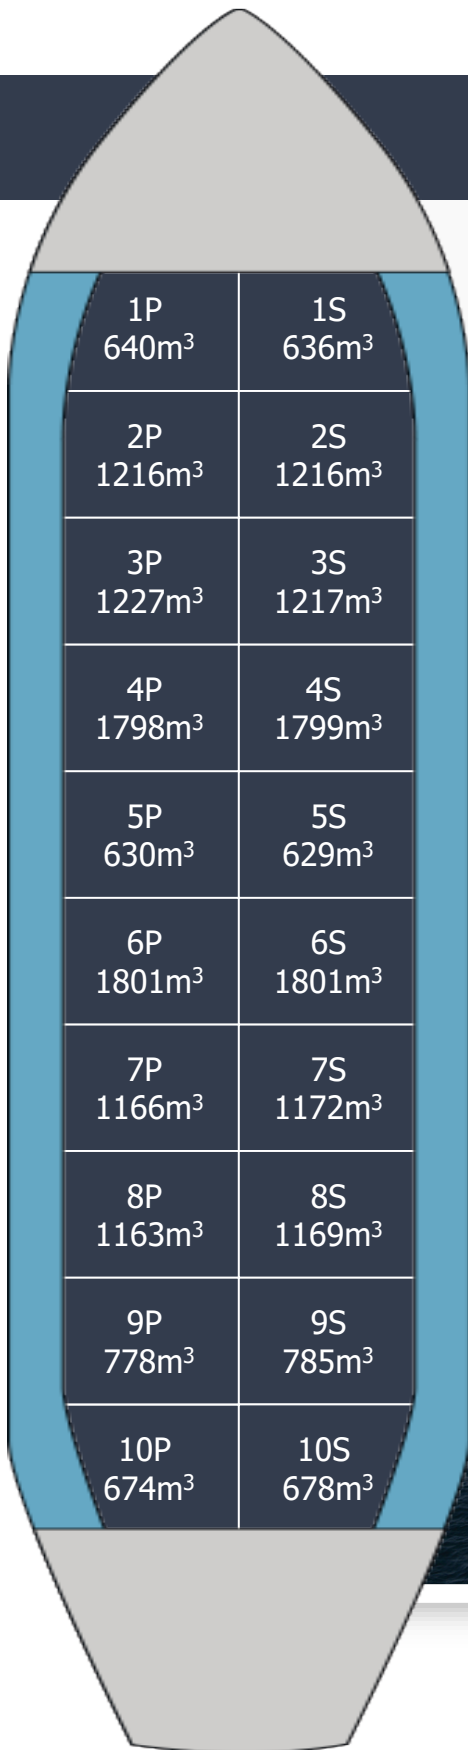 1P 1S
640m³ 636m³
2P 2S
1216m³ 1216m³
3P 3S
1227m³ 1217m³
4P 4S
1798m³ 1799m³
5P 5S
630m³ 629m³
6P 6S
1801m³ 1801m³
7P 7S
1166m³ 1172m³
8P 8S
1163m³ 1169m³
9P 9S
778m³ 785m³
10P 10S
674m³ 678m³